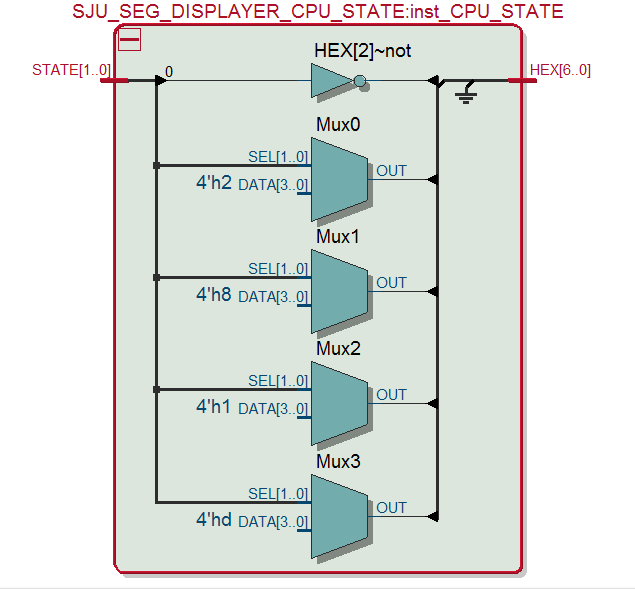 SJU_SEG_DISPLAYER_CPU_STATE:inst_CPU_STATE
HEX[2]~not
STATE[1..0]
0
HEX[6..0]
Mux0
SEL[1..0]
4'h2 DATA[3..0]
OUT
Mux1
SEL[1..0]
4'h8 DATA[3..0]
OUT
Mux2
SEL[1..0]
4'h1 DATA[3..0]
OUT
Mux3
SEL[1..0]
4'hd DATA[3..0]
OUT